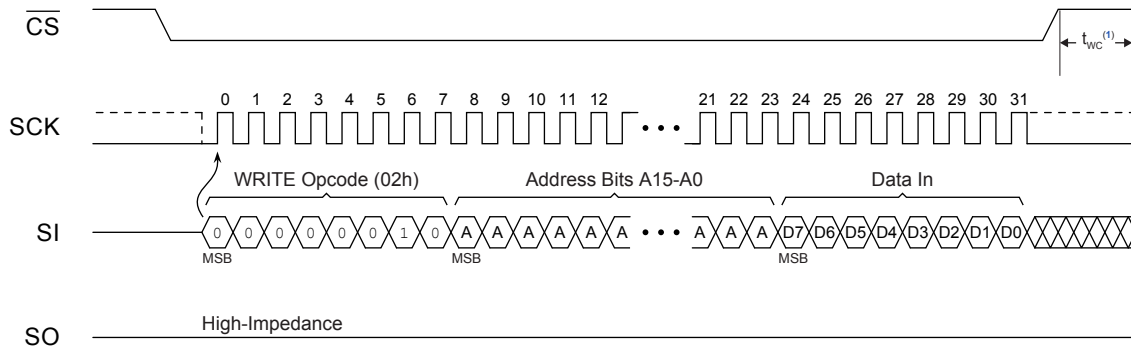 CS
t_WC(1)
0 1 2 3 4 5 6 7 8 9 10 11 12 21 22 23 24 25 26 27 28 29 30 31
SCK
WRITE Opcode (02h) Address Bits A15-A0 Data In
SI 0 0 0 0 0 0 1 0 A A A A A A A A A D7 D6 D5 D4 D3 D2 D1 D0
MSB MSB MSB
High-Impedance
SO